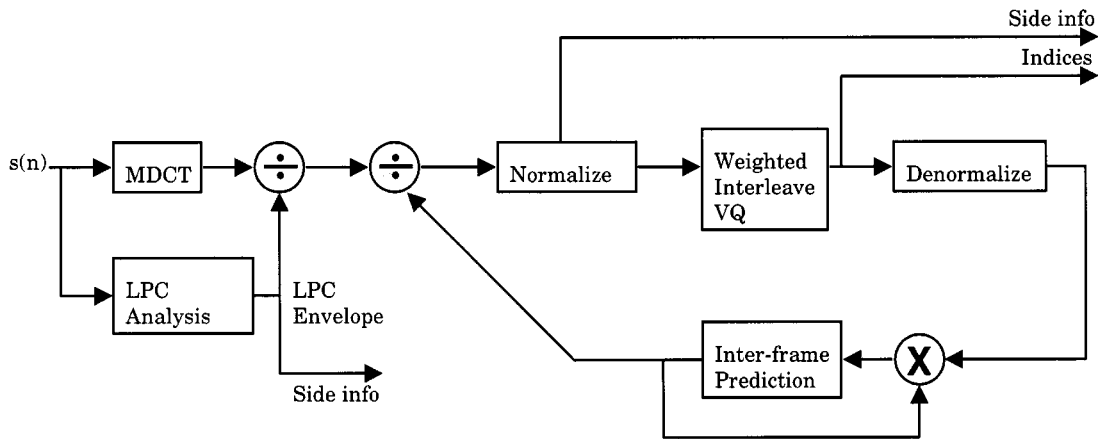 Side info
Indices
s(n)
MDCT
÷
÷
Normalize
Weighted
Interleave
VQ
Denormalize
LPC
Analysis
LPC
Envelope
Side info
Inter-frame
Prediction
X